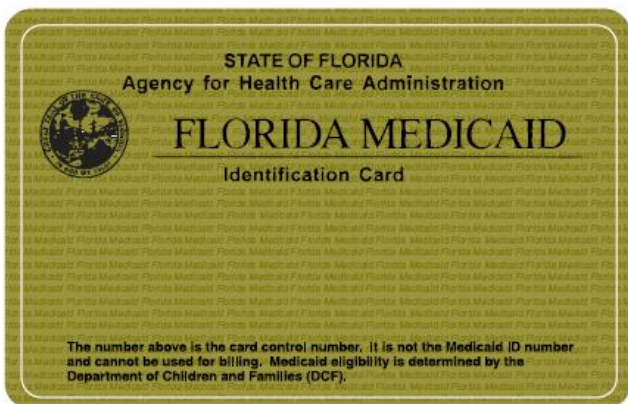 STATE OF FLORIDA
Agency for Health Care Administration
FLORIDA MEDICAID
Identification Card
The number above is the card control number. It is not the Medicaid ID number
and cannot be used for billing. Medicaid eligibility is determined by the
Department of Children and Families (DCF).